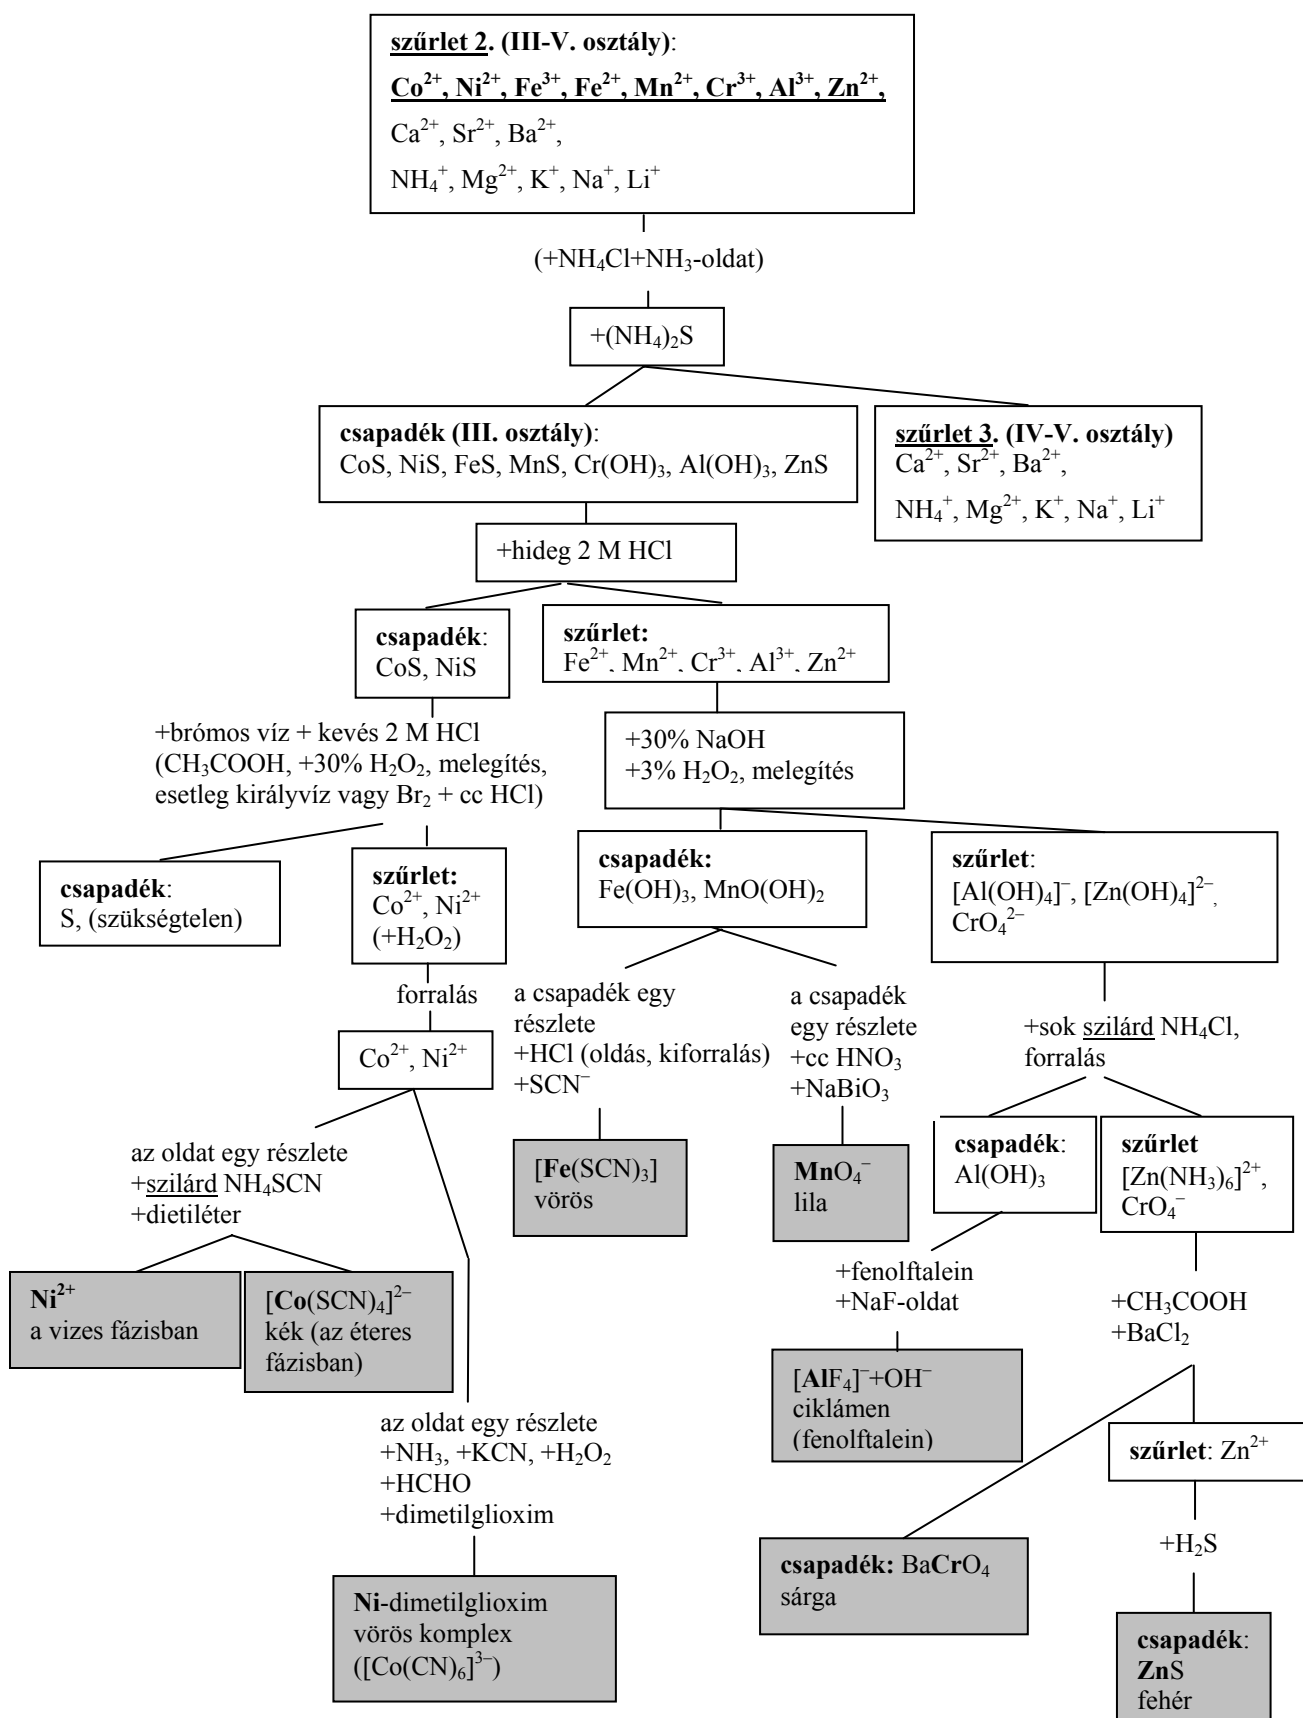 szűrlet 2. (III-V. osztály):
Co²⁺, Ni²⁺, Fe³⁺, Fe²⁺, Mn²⁺, Cr³⁺, Al³⁺, Zn²⁺,
Ca²⁺, Sr²⁺, Ba²⁺,
NH₄⁺, Mg²⁺, K⁺, Na⁺, Li⁺
(+NH₄Cl+NH₃-oldat)
+(NH₄)₂S
csapadék (III. osztály):
CoS, NiS, FeS, MnS, Cr(OH)₃, Al(OH)₃, ZnS
szűrlet 3. (IV-V. osztály)
Ca²⁺, Sr²⁺, Ba²⁺,
NH₄⁺, Mg²⁺, K⁺, Na⁺, Li⁺
+hideg 2 M HCl
csapadék:
CoS, NiS
szűrlet:
Fe²⁺, Mn²⁺, Cr³⁺, Al³⁺, Zn²⁺
+brómos víz + kevés 2 M HCl
(CH₃COOH, +30% H₂O₂, melegítés,
esetleg királyvíz vagy Br₂ + cc HCl)
+30% NaOH
+3% H₂O₂, melegítés
csapadék:
S, (szükségtelen)
szűrlet:
Co²⁺, Ni²⁺
(+H₂O₂)
csapadék:
Fe(OH)₃, MnO(OH)₂
szűrlet:
[Al(OH)₄]⁻, [Zn(OH)₄]²⁻,
CrO₄²⁻
forralás
Co²⁺, Ni²⁺
a csapadék egy
részlete
+HCl (oldás, kiforralás)
+SCN⁻
a csapadék
egy részlete
+cc HNO₃
+NaBiO₃
+sok szilárd NH₄Cl,
forralás
az oldat egy részlete
+szilárd NH₄SCN
+dietiléter
[Fe(SCN)₃]
vörös
MnO₄⁻
lila
csapadék:
Al(OH)₃
szűrlet
[Zn(NH₃)₆]²⁺,
CrO₄⁻
Ni²⁺
a vizes fázisban
[Co(SCN)₄]²⁻
kék (az éteres
fázisban)
+fenolftalein
+NaF-oldat
+CH₃COOH
+BaCl₂
[AlF₄]⁻+OH⁻
ciklámen
(fenolftalein)
az oldat egy részlete
+NH₃, +KCN, +H₂O₂
+HCHO
+dimetilglioxim
szűrlet: Zn²⁺
+H₂S
csapadék: BaCrO₄
sárga
Ni-dimetilglioxim
vörös komplex
([Co(CN)₆]³⁻)
csapadék:
ZnS
fehér